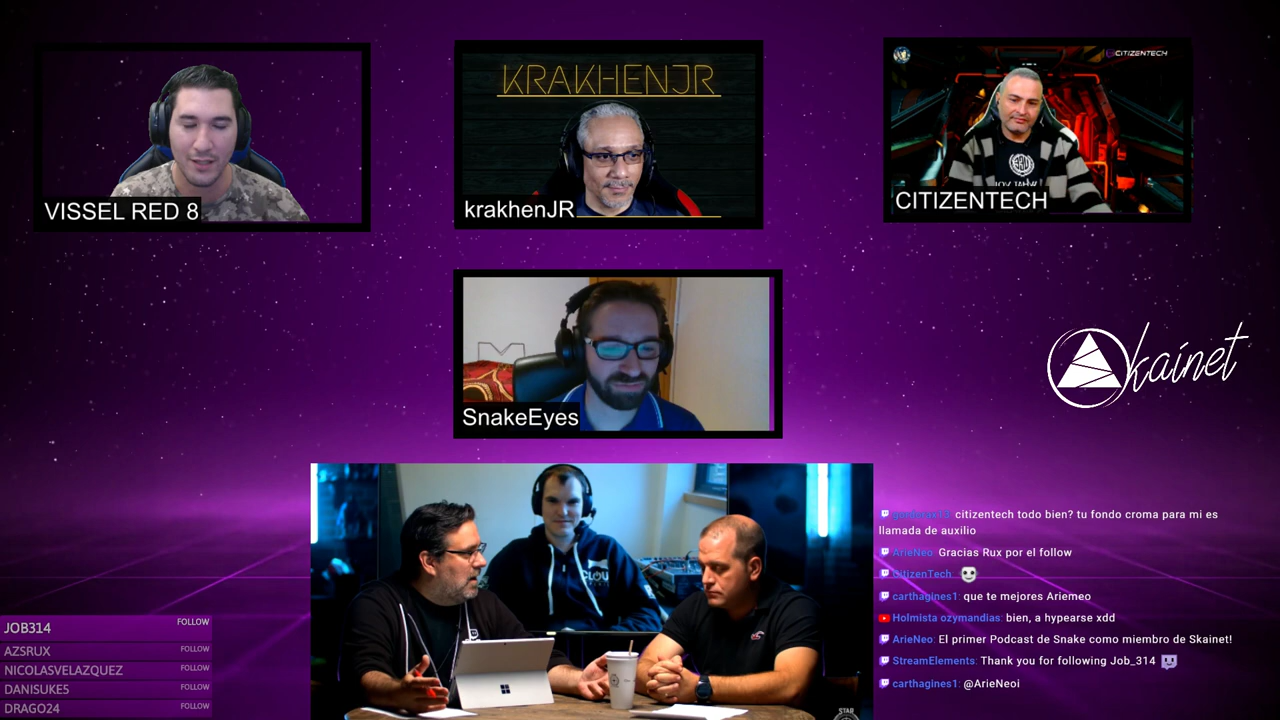 KRAKHENJR
CITIZENTECH
VISSEL RED 8
krakhenJR
CITIZENTECH
SnakeEyes
kainet
CLOU
citizentech todo bien? tu fondo croma para mi es
llamada de auxilio
ArieNeo: Gracias Rux por el follow
CitizenTech
carthagines1: que te mejores Ariemeo
Holmista ozymandias: bien, a hypearse xdd
ArieNeo: El primer Podcast de Snake como miembro de Skainet!
StreamElements: Thank you for following Job_314
carthagines1: @ArieNeoi
JOB314 FOLLOW
AZSRUX FOLLOW
NICOLASVELAZQUEZ FOLLOW
DANISUKE5 FOLLOW
DRAGO24 FOLLOW
STAR